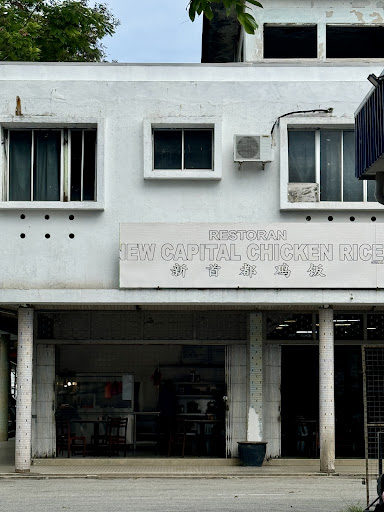 RESTORAN
NEW CAPITAL CHICKEN RICE
新首都鸡饭